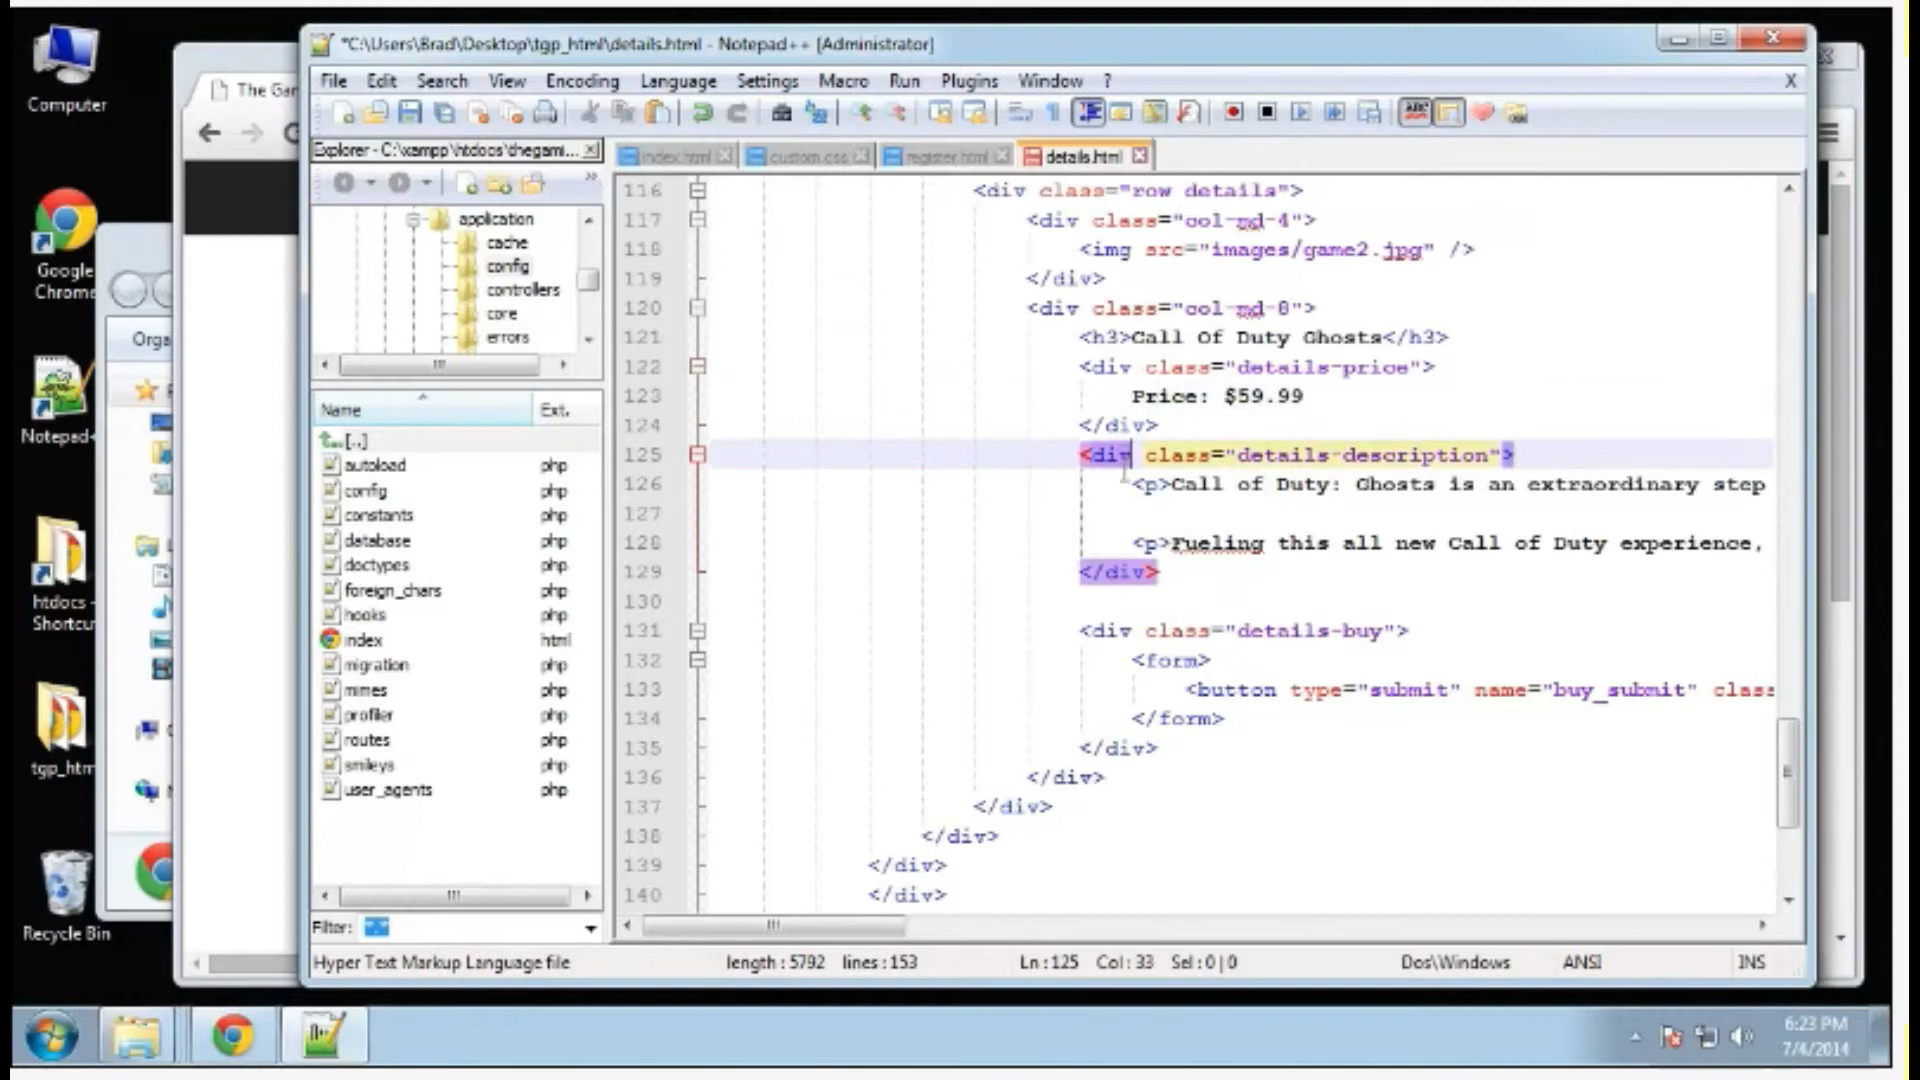 Computer
Google
Chrome
Notepad+
htdocs -
Shortcu
tgp_htm
Recycle Bin
The Gar
Orga
*C:\Users\Brad\Desktop\tgp_html\details.html - Notepad++ [Administrator]
File Edit Search View Encoding Language Settings Macro Run Plugins Window ? X
Explorer - C:\xampp\htdocs\thegami...
index.html custom.css register.html details.html
application
cache
config
controllers
core
errors
Name Ext.
[..]
autoload php
config php
constants php
database php
doctypes php
foreign_chars php
hooks php
index html
migration php
mimes php
profiler php
routes php
smileys php
user_agents php
Filter:
116 <div class="row details">
117 <div class="col-md-4">
118 <img src="images/game2.jpg" />
119 </div>
120 <div class="col-md-8">
121 <h3>Call Of Duty Ghosts</h3>
122 <div class="details-price">
123 Price: $59.99
124 </div>
125 <div class="details-description">
126 <p>Call of Duty: Ghosts is an extraordinary step
127
128 <p>Fueling this all new Call of Duty experience,
129 </div>
130
131 <div class="details-buy">
132 <form>
133 <button type="submit" name="buy_submit" class
134 </form>
135 </div>
136 </div>
137 </div>
138 </div>
139 </div>
140 </div>
Hyper Text Markup Language file length : 5792 lines : 153 Ln : 125 Col : 33 Sel : 0 | 0 Dos\Windows ANSI INS
6:23 PM
7/4/2014